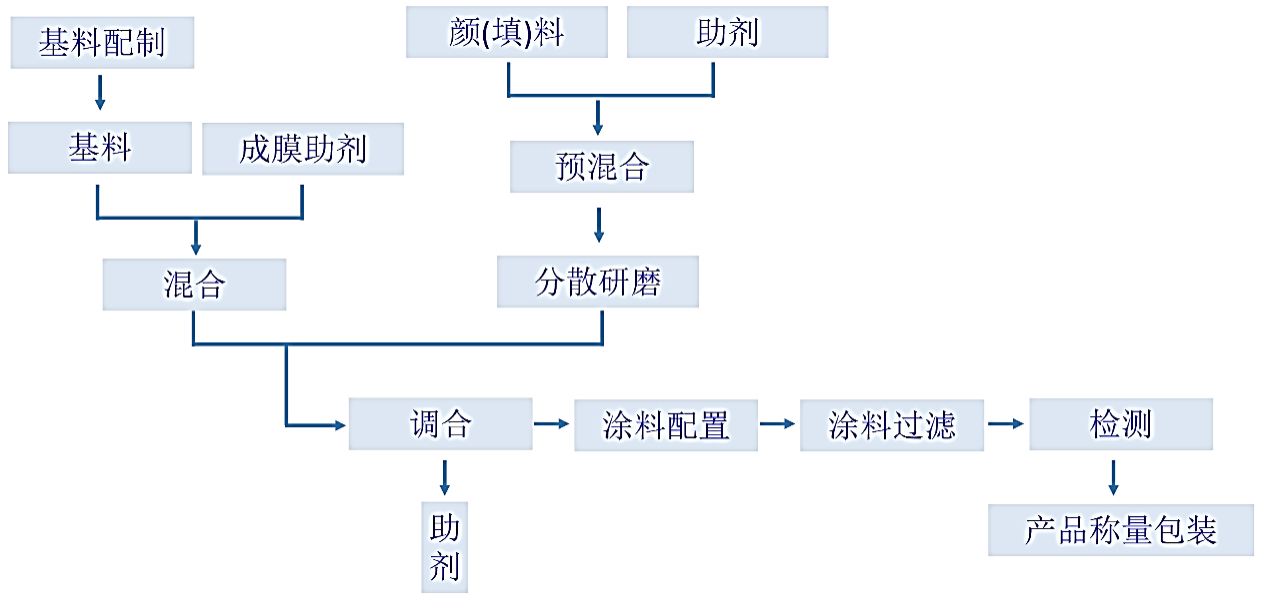 基料配制
颜(填)料
助剂
基料
成膜助剂
预混合
混合
分散研磨
调合
涂料配置
涂料过滤
检测
助
剂
产品称量包装